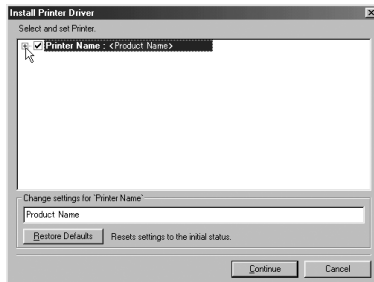 Install Printer Driver
Select and set Printer.
Printer Name : <Product Name>
Change settings for 'Printer Name'
Product Name
Restore Defaults Resets settings to the initial status.
Continue Cancel